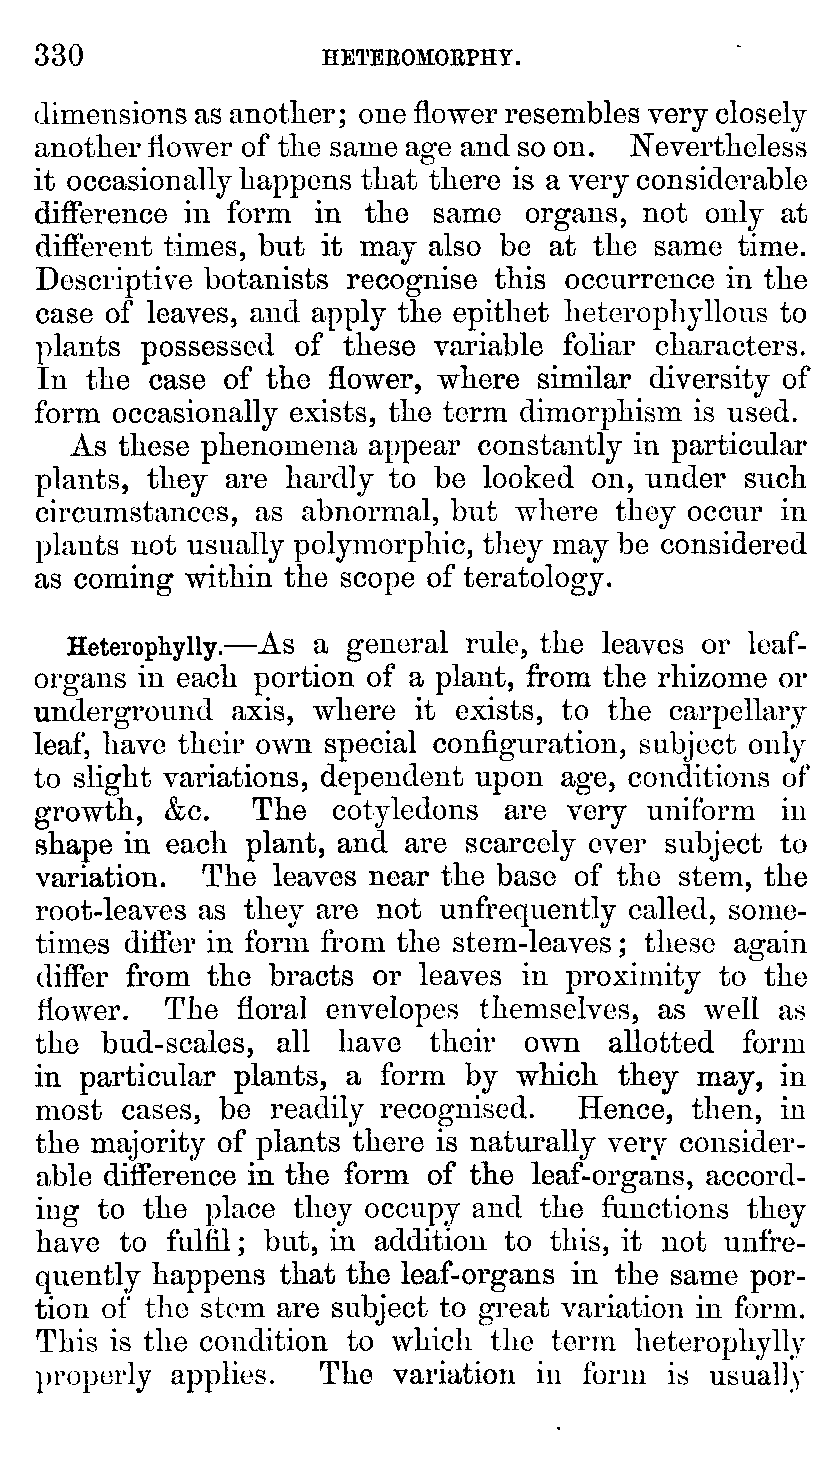 330 HETEROMORPHY.
dimensions as another; one flower resembles very closely
another flower of the same age and so on. Nevertheless
it occasionally happens that there is a very considerable
difference in form in the same organs, not only at
different times, but it may also be at the same time.
Descriptive botanists recognise this occurrence in the
case of leaves, and apply the epithet heterophyllous to
plants possessed of these variable foliar characters.
In the case of the flower, where similar diversity of
form occasionally exists, the term dimorphism is used.
As these phenomena appear constantly in particular
plants, they are hardly to be looked on, under such
circumstances, as abnormal, but where they occur in
plants not usually polymorphic, they may be considered
as coming within the scope of teratology.
Heterophylly.—As a general rule, the leaves or leaf-
organs in each portion of a plant, from the rhizome or
underground axis, where it exists, to the carpellary
leaf, have their own special configuration, subject only
to slight variations, dependent upon age, conditions of
growth, &c. The cotyledons are very uniform in
shape in each plant, and are scarcely ever subject to
variation. The leaves near the base of the stem, the
root-leaves as they are not unfrequently called, some-
times differ in form from the stem-leaves; these again
differ from the bracts or leaves in proximity to the
flower. The floral envelopes themselves, as well as
the bud-scales, all have their own allotted form
in particular plants, a form by which they may, in
most cases, be readily recognised. Hence, then, in
the majority of plants there is naturally very consider-
able difference in the form of the leaf-organs, accord-
ing to the place they occupy and the functions they
have to fulfil; but, in addition to this, it not unfre-
quently happens that the leaf-organs in the same por-
tion of the stem are subject to great variation in form.
This is the condition to which the term heterophylly
properly applies. The variation in form is usually